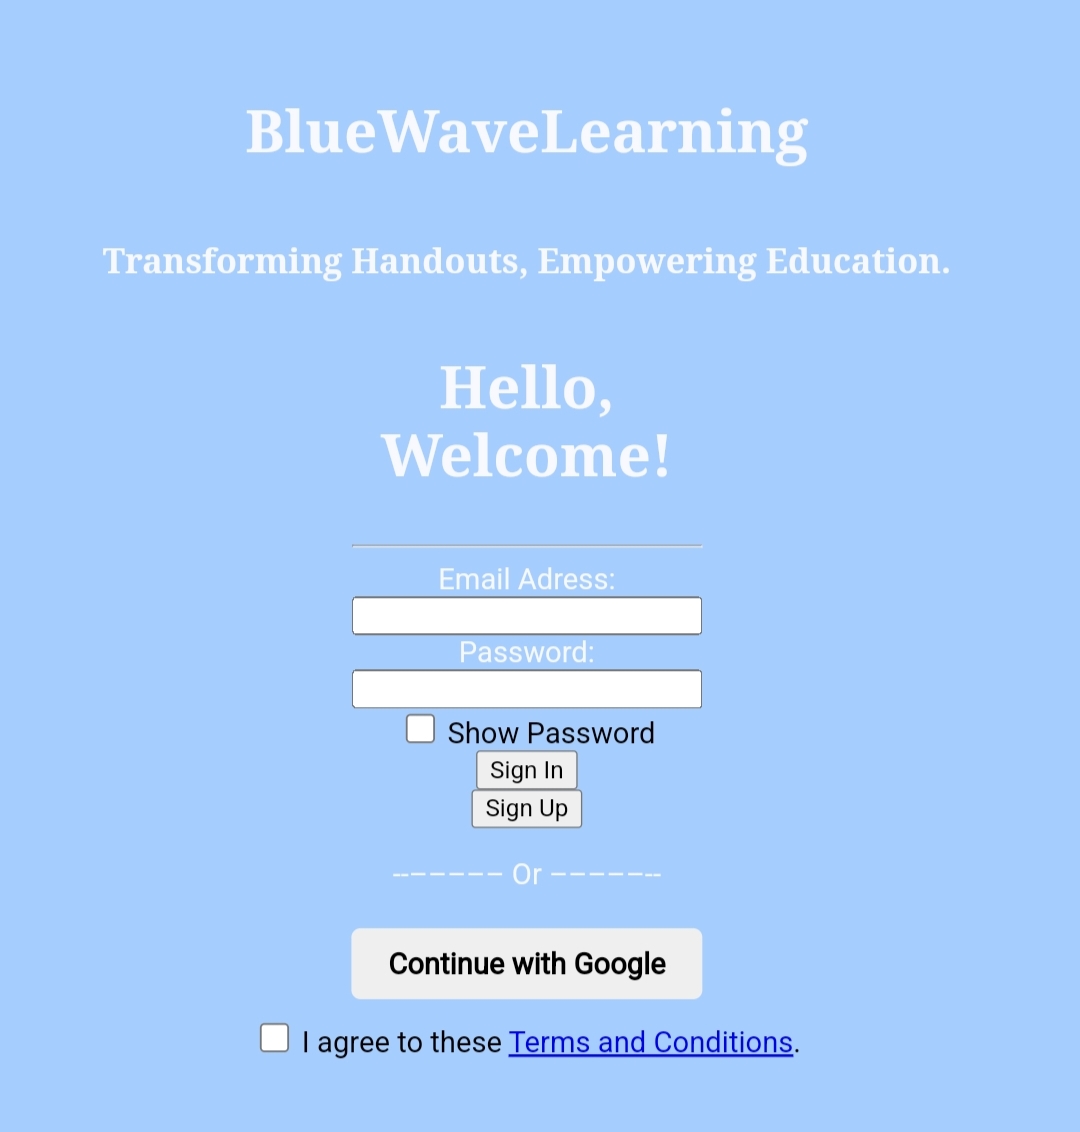 BlueWaveLearning
Transforming Handouts, Empowering Education.
Hello,
Welcome!
Email Adress:
Password:
Show Password
Sign In
Sign Up
------- Or -------
Continue with Google
I agree to these Terms and Conditions.